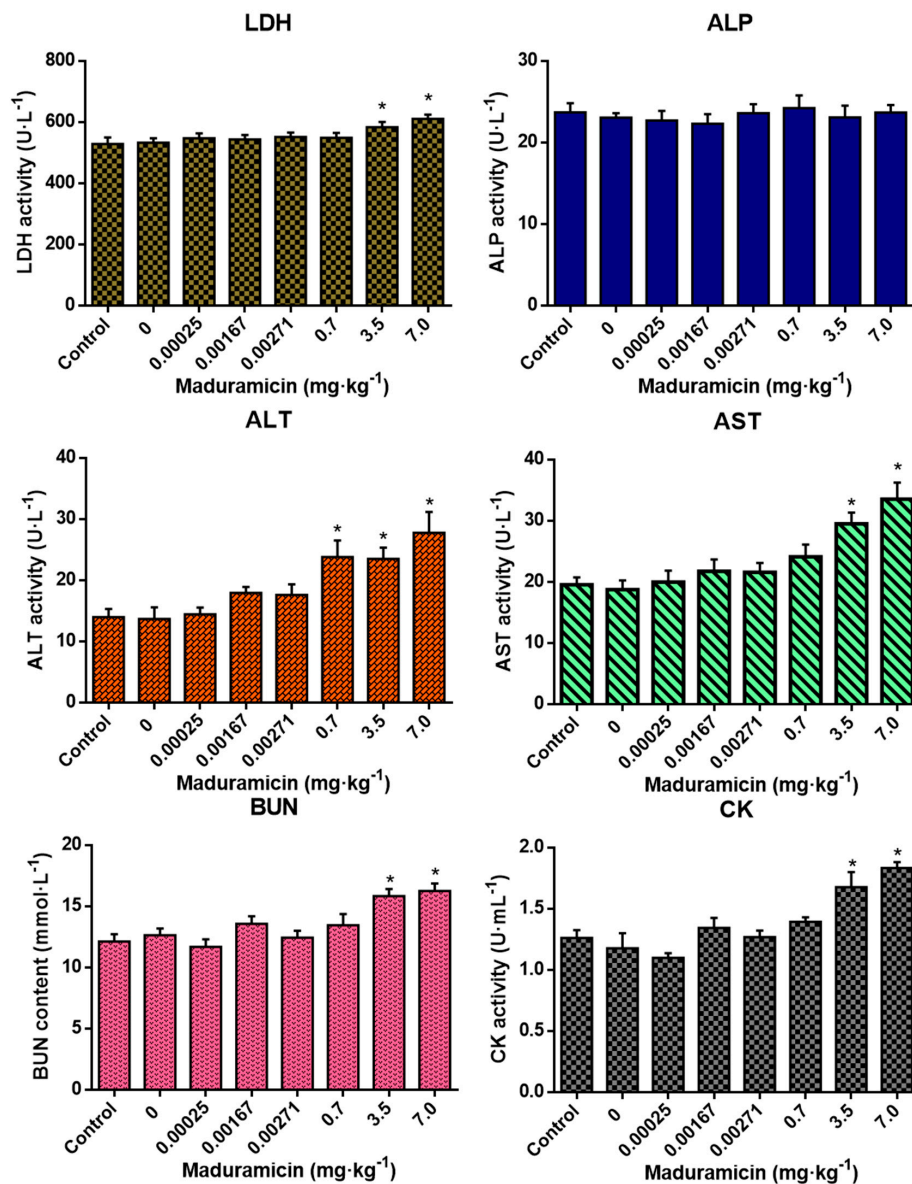 LDH
LDH activity (U·L⁻¹)
800
600
400
200
0
* *
Control 0 0.00025 0.00167 0.00271 0.7 3.5 7.0
Maduramicin (mg·kg⁻¹)
ALP
ALP activity (U·L⁻¹)
30
20
10
0
Control 0 0.00025 0.00167 0.00271 0.7 3.5 7.0
Maduramicin (mg·kg⁻¹)
ALT
ALT activity (U·L⁻¹)
40
30
20
10
0
* * *
Control 0 0.00025 0.00167 0.00271 0.7 3.5 7.0
Maduramicin (mg·kg⁻¹)
AST
AST activity (U·L⁻¹)
40
30
20
10
0
* *
Control 0 0.00025 0.00167 0.00271 0.7 3.5 7.0
Maduramicin (mg·kg⁻¹)
BUN
BUN content (mmol·L⁻¹)
20
15
10
5
0
* *
Control 0 0.00025 0.00167 0.00271 0.7 3.5 7.0
Maduramicin (mg·kg⁻¹)
CK
CK activity (U·mL⁻¹)
2.0
1.5
1.0
0.5
0.0
* *
Control 0 0.00025 0.00167 0.00271 0.7 3.5 7.0
Maduramicin (mg·kg⁻¹)